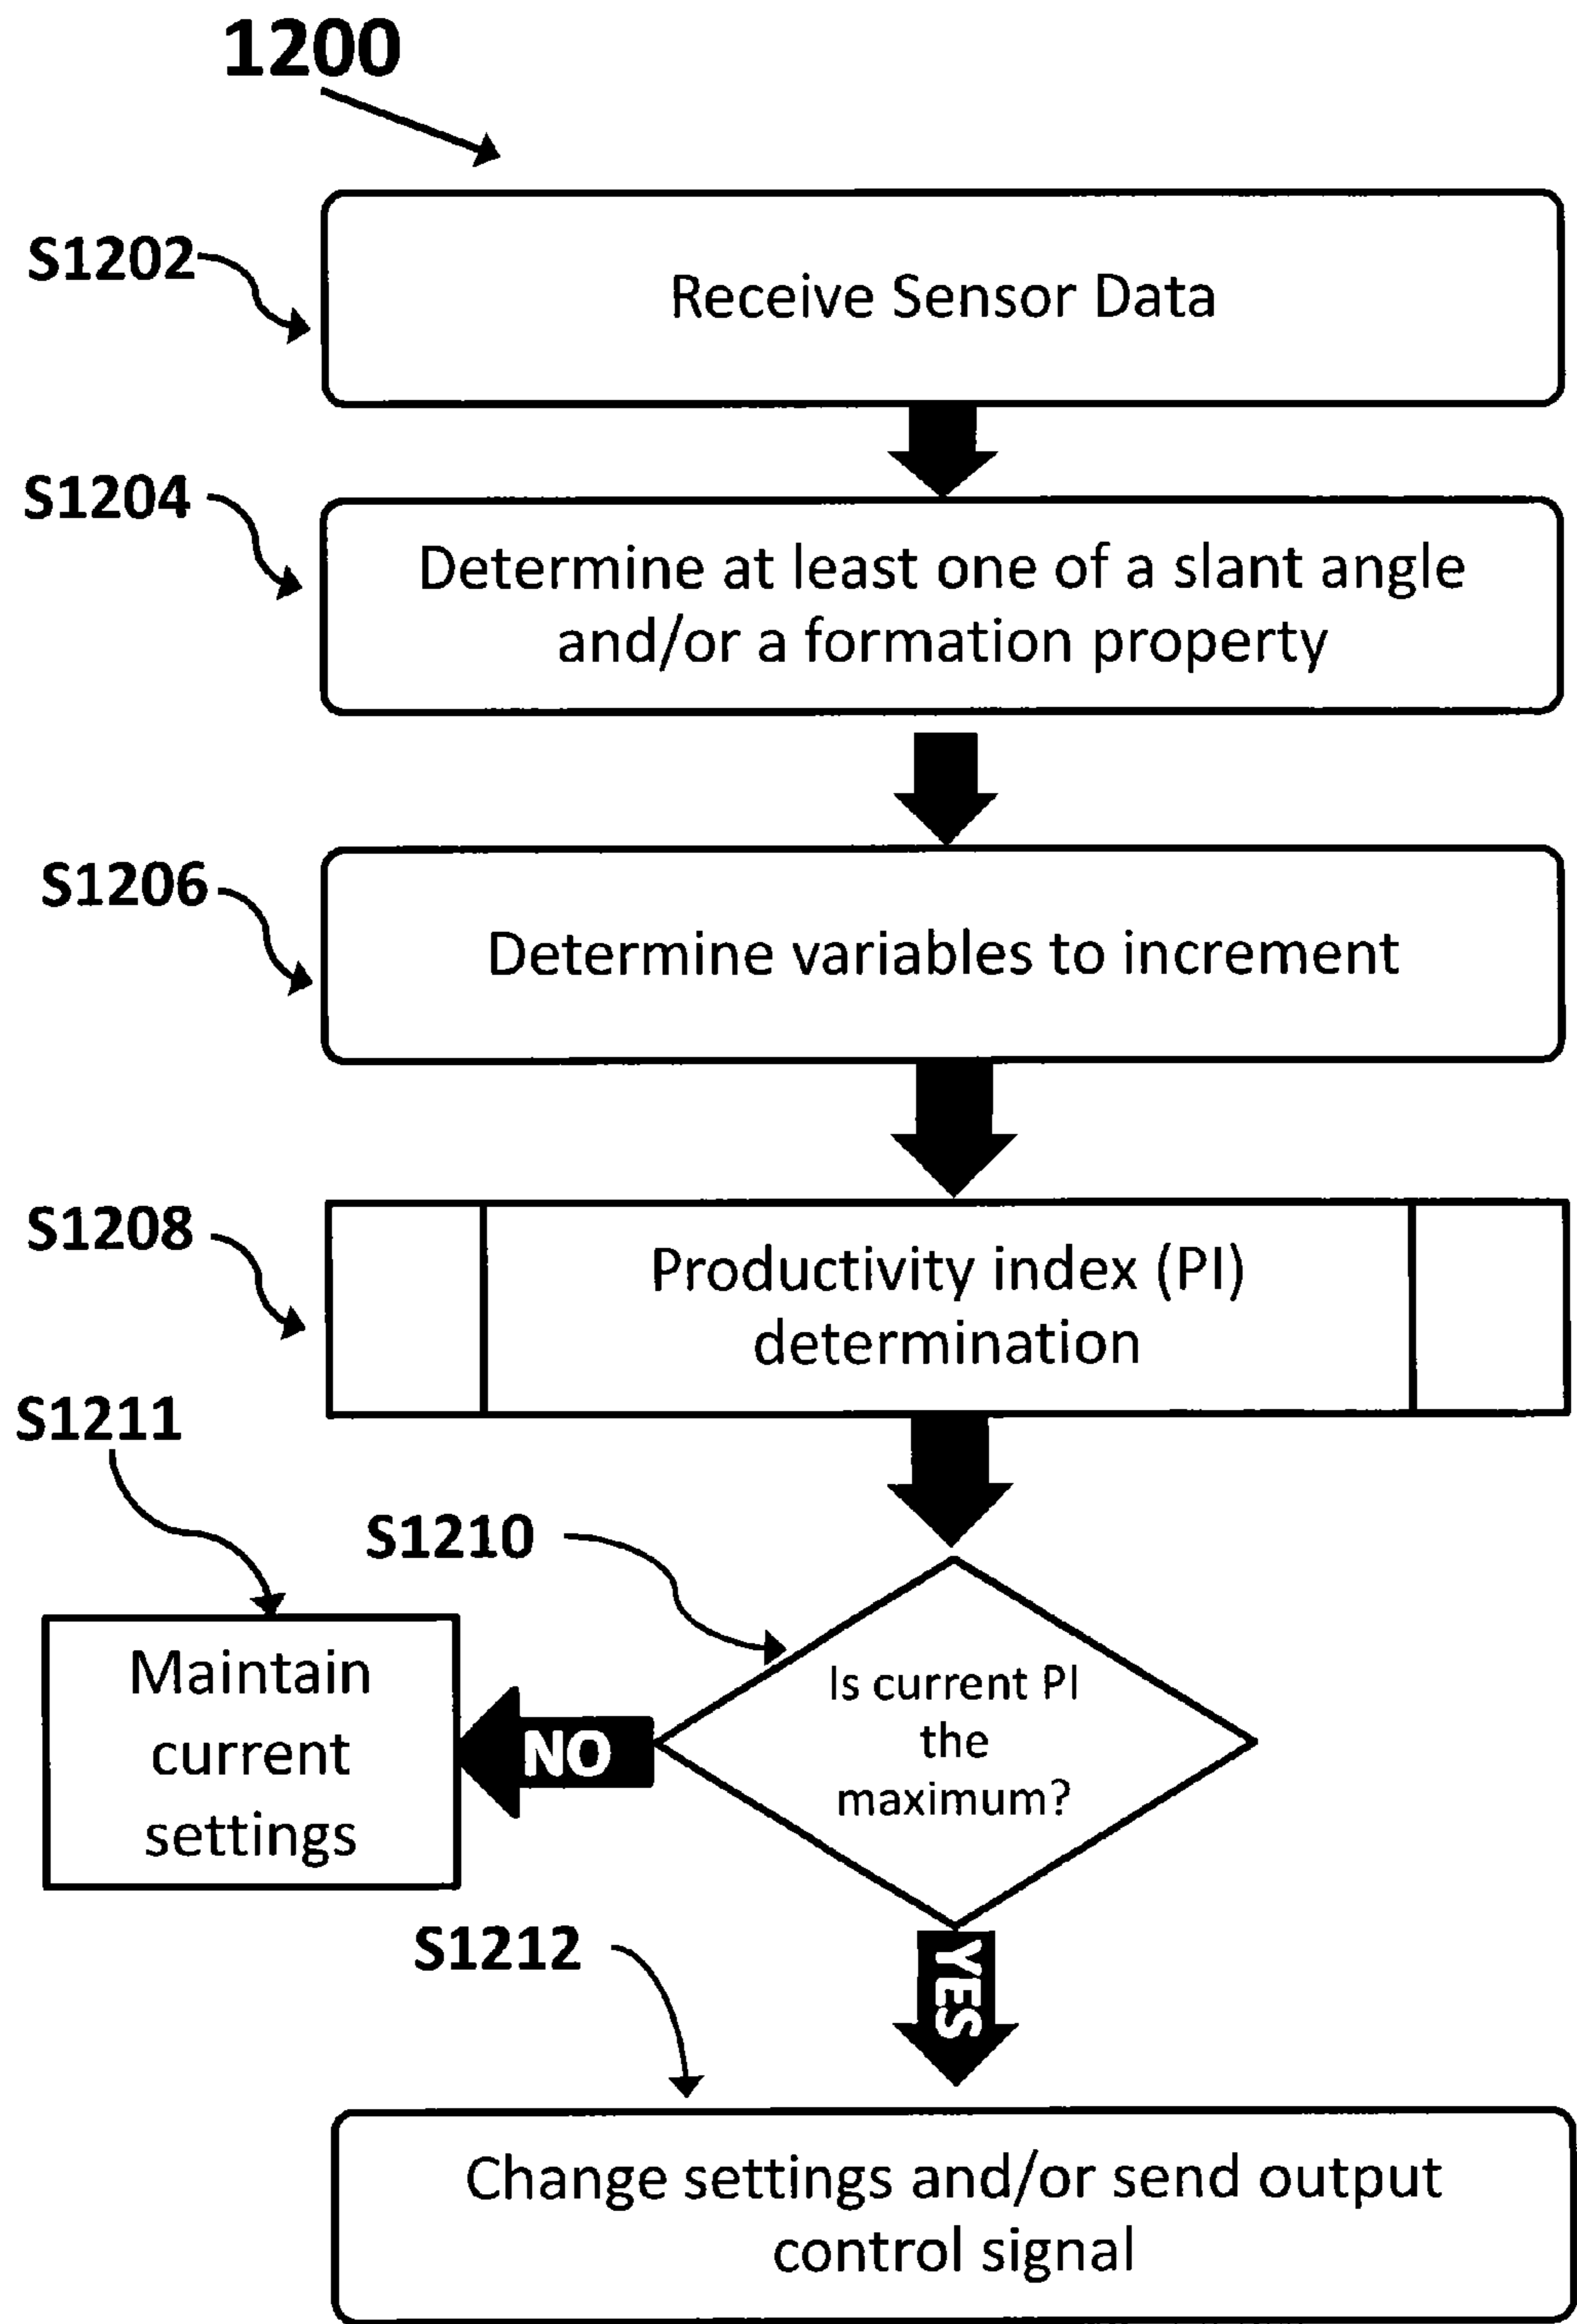 1200
S1202
Receive Sensor Data
S1204
Determine at least one of a slant angle
and/or a formation property
S1206
Determine variables to increment
S1208
Productivity index (PI)
determination
S1211
S1210
Maintain
current
settings
NO
Is current PI
the
maximum?
YES
S1212
Change settings and/or send output
control signal